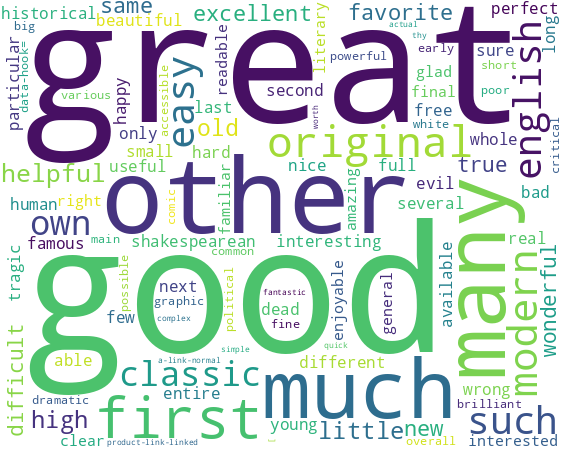 historical
big
same
beautiful
excellent
literary
favorite
perfect
actual
thy
great
particular
data-hook=
various
happy
accessible
easy
readable
powerful
early
glad
sure
short
english
long
second
final
poor
last
free
only
old
white
worth
original
whole
critical
small
hard
helpful
useful
nice
full
true
familiar
amazing
human
right
comic
other
evil
several
bad
own
many
famous
main
shakespearean
interesting
real
common
tragic
possible
political
good
next
graphic
fantastic
dead
enjoyable
general
available
modern
wonderful
few
complex
fine
simple
quick
difficult
able
a-link-normal
different
classic
much
wrong
entire
dramatic
first
brilliant
high
such
young
little
new
clear
product-link-linked
overall
interested